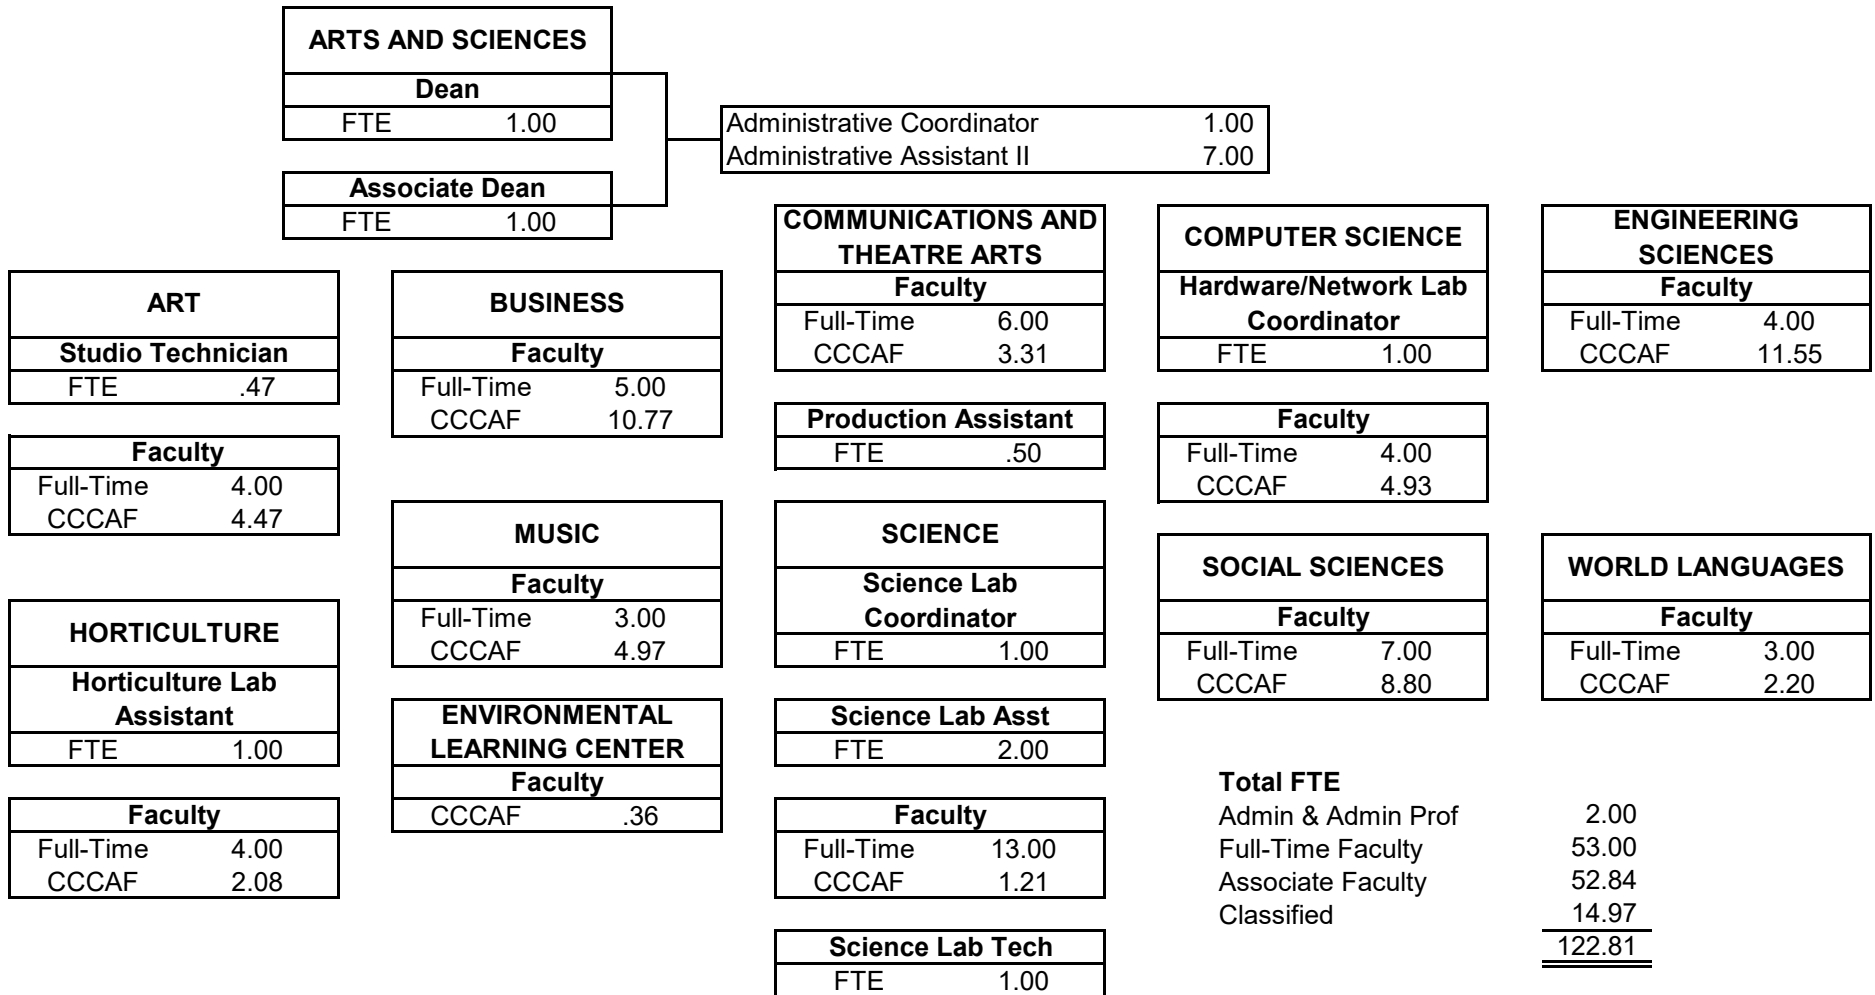 ARTS AND SCIENCES
Dean
FTE 1.00
Associate Dean
FTE 1.00
Administrative Coordinator 1.00
Administrative Assistant II 7.00
ART
Studio Technician
FTE .47
Faculty
Full-Time 4.00
CCCAF 4.47
HORTICULTURE
Horticulture Lab
Assistant
FTE 1.00
Faculty
Full-Time 4.00
CCCAF 2.08
BUSINESS
Faculty
Full-Time 5.00
CCCAF 10.77
MUSIC
Faculty
Full-Time 3.00
CCCAF 4.97
ENVIRONMENTAL
LEARNING CENTER
Faculty
CCCAF .36
COMMUNICATIONS AND
THEATRE ARTS
Faculty
Full-Time 6.00
CCCAF 3.31
Production Assistant
FTE .50
SCIENCE
Science Lab
Coordinator
FTE 1.00
Science Lab Asst
FTE 2.00
Faculty
Full-Time 13.00
CCCAF 1.21
Science Lab Tech
FTE 1.00
COMPUTER SCIENCE
Hardware/Network Lab
Coordinator
FTE 1.00
Faculty
Full-Time 4.00
CCCAF 4.93
SOCIAL SCIENCES
Faculty
Full-Time 7.00
CCCAF 8.80
ENGINEERING
SCIENCES
Faculty
Full-Time 4.00
CCCAF 11.55
WORLD LANGUAGES
Faculty
Full-Time 3.00
CCCAF 2.20
Total FTE
Admin & Admin Prof 2.00
Full-Time Faculty 53.00
Associate Faculty 52.84
Classified 14.97
122.81